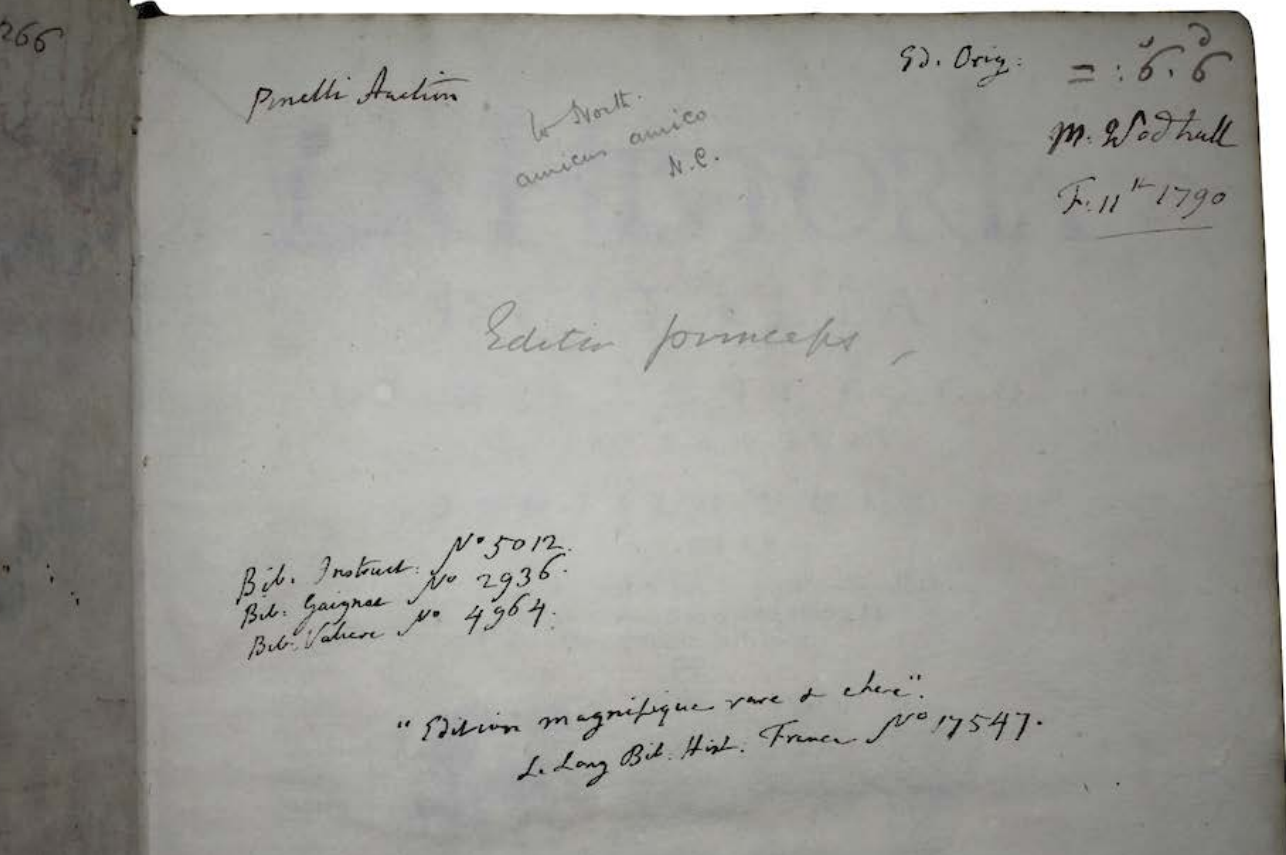 266
Pinelli Auction
Ed. Orig:
= : 6. 6
s d
M. Wodhull
F. 11th 1790
to North.
amicus amico
N.C.
Editio princeps,
Bib. Instruct: No 5012.
Bib: Gaignat No 2936.
Bib: Valiere No 4964.
"Edition magnifique rare & chere".
Le Long Bib. Hist. France No 17547.